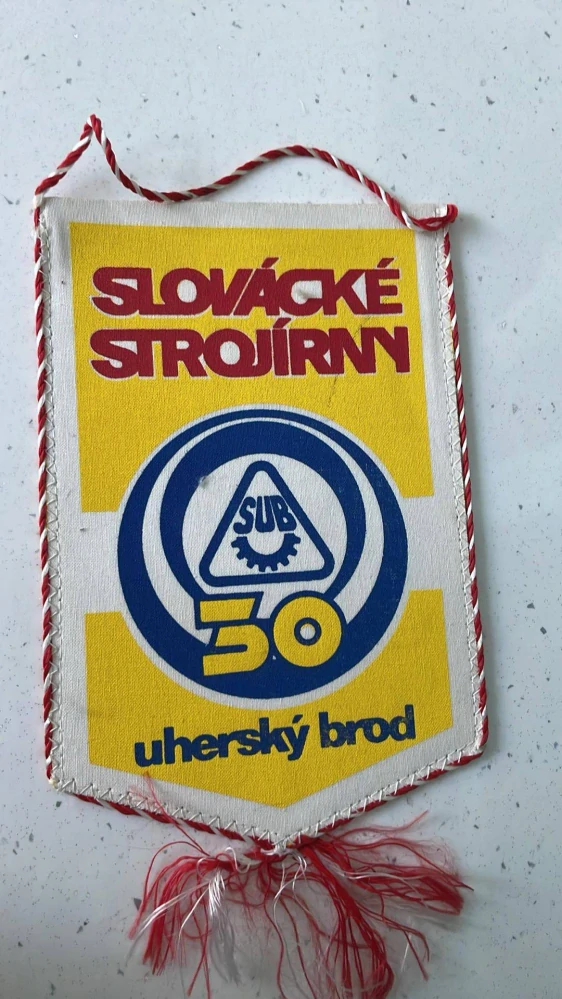 SLOVÁCKÉ
STROJÍRNY
SUB
30
uherský brod